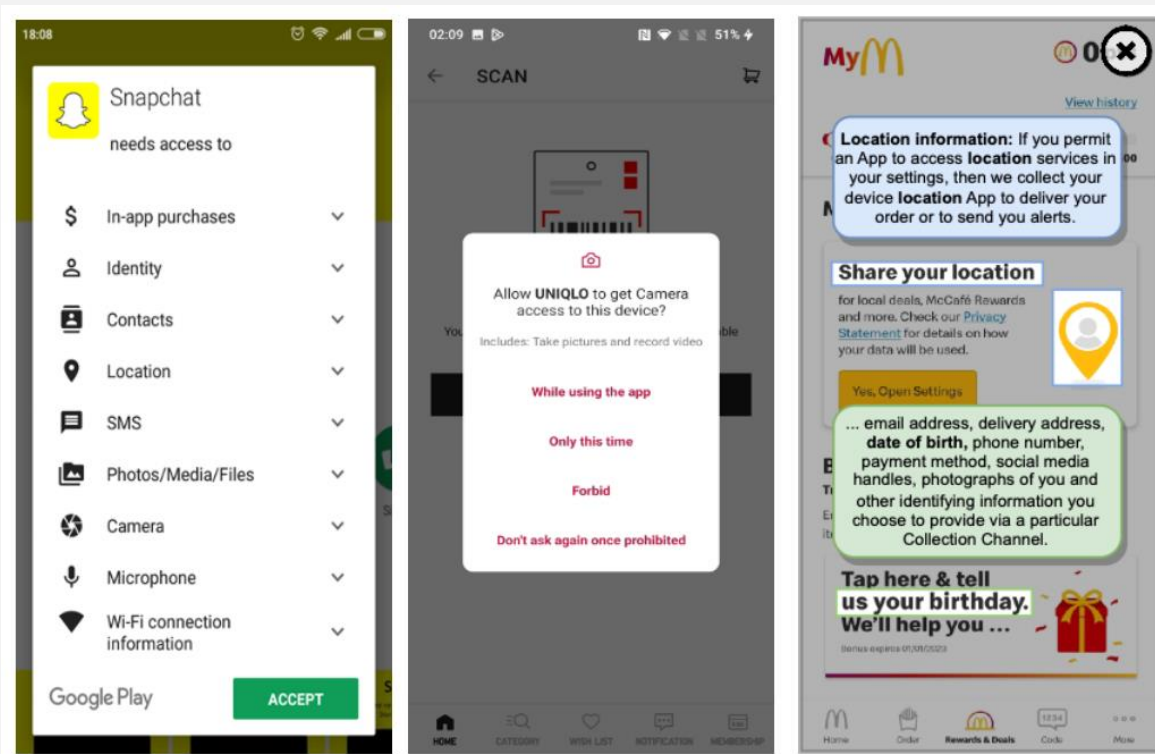 18:08
Snapchat
needs access to
In-app purchases
Identity
Contacts
Location
SMS
Photos/Media/Files
Camera
Microphone
Wi-Fi connection
information
Google Play
ACCEPT
02:09
51%
SCAN
Allow UNIQLO to get Camera
access to this device?
Includes: Take pictures and record video
While using the app
Only this time
Forbid
Don't ask again once prohibited
HOME
CATEGORY
WISH LIST
NOTIFICATION
MEMBERSHIP
My
0
View history
Location information: If you permit
an App to access location services in
your settings, then we collect your
device location App to deliver your
order or to send you alerts.
Share your location
for local deals, McCafé Rewards
and more. Check our Privacy
Statement for details on how
your data will be used.
Yes, Open Settings
... email address, delivery address,
date of birth, phone number,
payment method, social media
handles, photographs of you and
other identifying information you
choose to provide via a particular
Collection Channel.
Tap here & tell
us your birthday.
We'll help you ...
Bonus expires 01/01/2023
1234
Home
Order
Rewards & Deals
Code
More